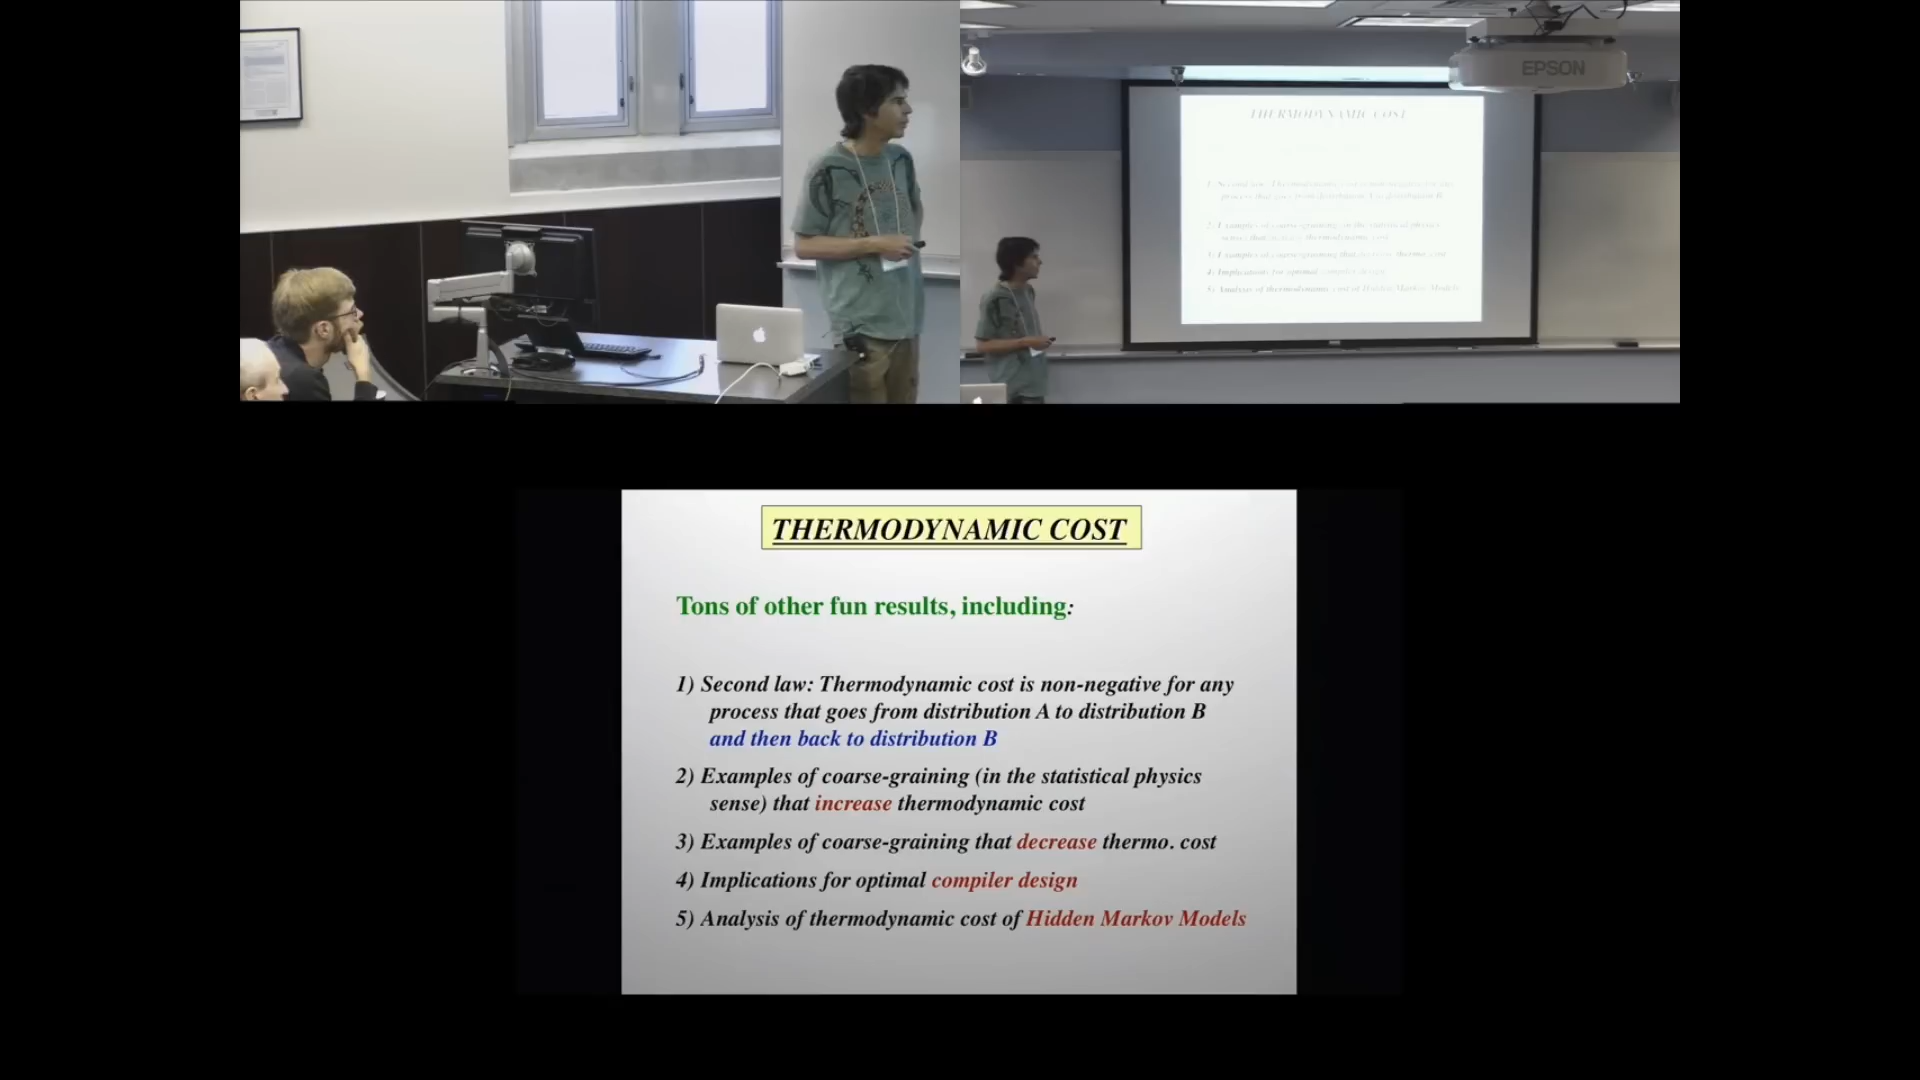 EPSON
THERMODYNAMIC COST
THERMODYNAMIC COST
Tons of other fun results, including:
1) Second law: Thermodynamic cost is non-negative for any
process that goes from distribution A to distribution B
and then back to distribution B
2) Examples of coarse-graining (in the statistical physics
sense) that increase thermodynamic cost
3) Examples of coarse-graining that decrease thermo. cost
4) Implications for optimal compiler design
5) Analysis of thermodynamic cost of Hidden Markov Models